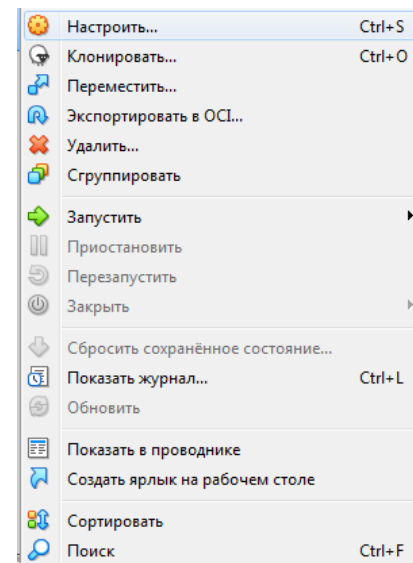 Настроить... Ctrl+S
Клонировать... Ctrl+O
Переместить...
Экспортировать в OCI...
Удалить...
Сгруппировать
Запустить
Приостановить
Перезапустить
Закрыть
Сбросить сохранённое состояние...
Показать журнал... Ctrl+L
Обновить
Показать в проводнике
Создать ярлык на рабочем столе
Сортировать
Поиск Ctrl+F